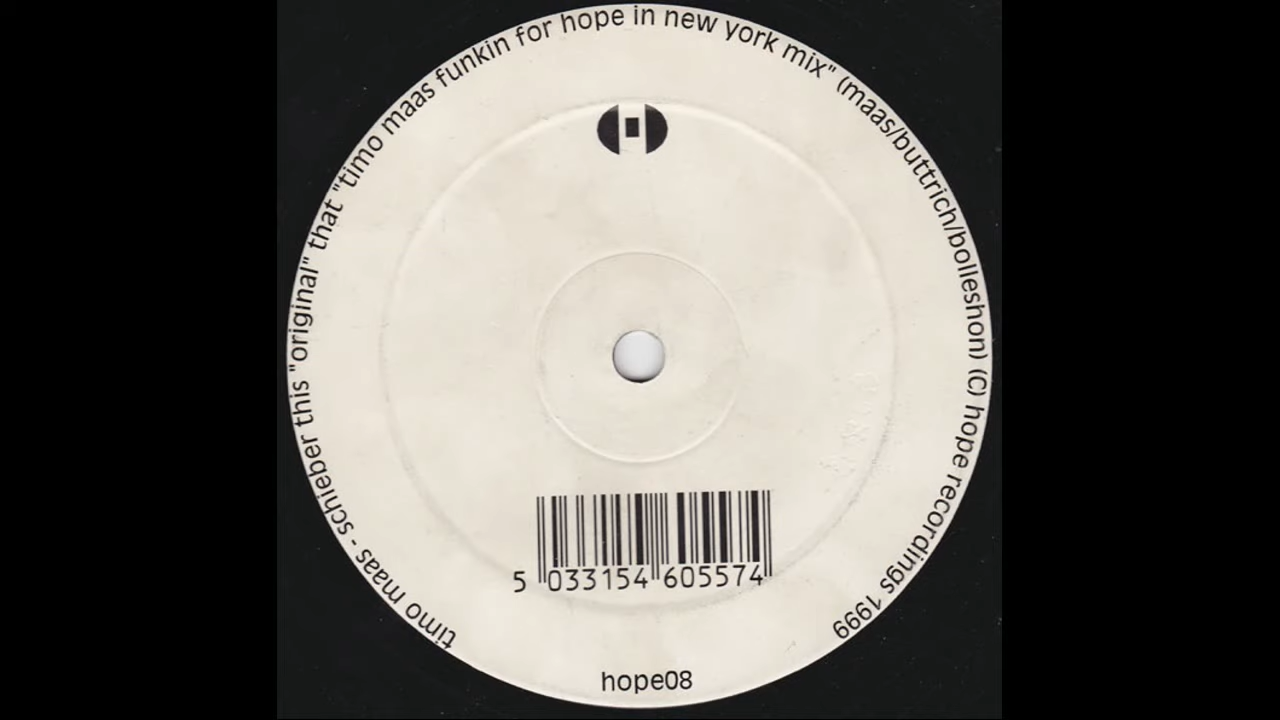 timo maas - schieber this "original" that "timo maas funkin for hope in new york mix" (maas/buttrich/bolleshon) (C) hope recordings 1999
5 033154 605574
hope08